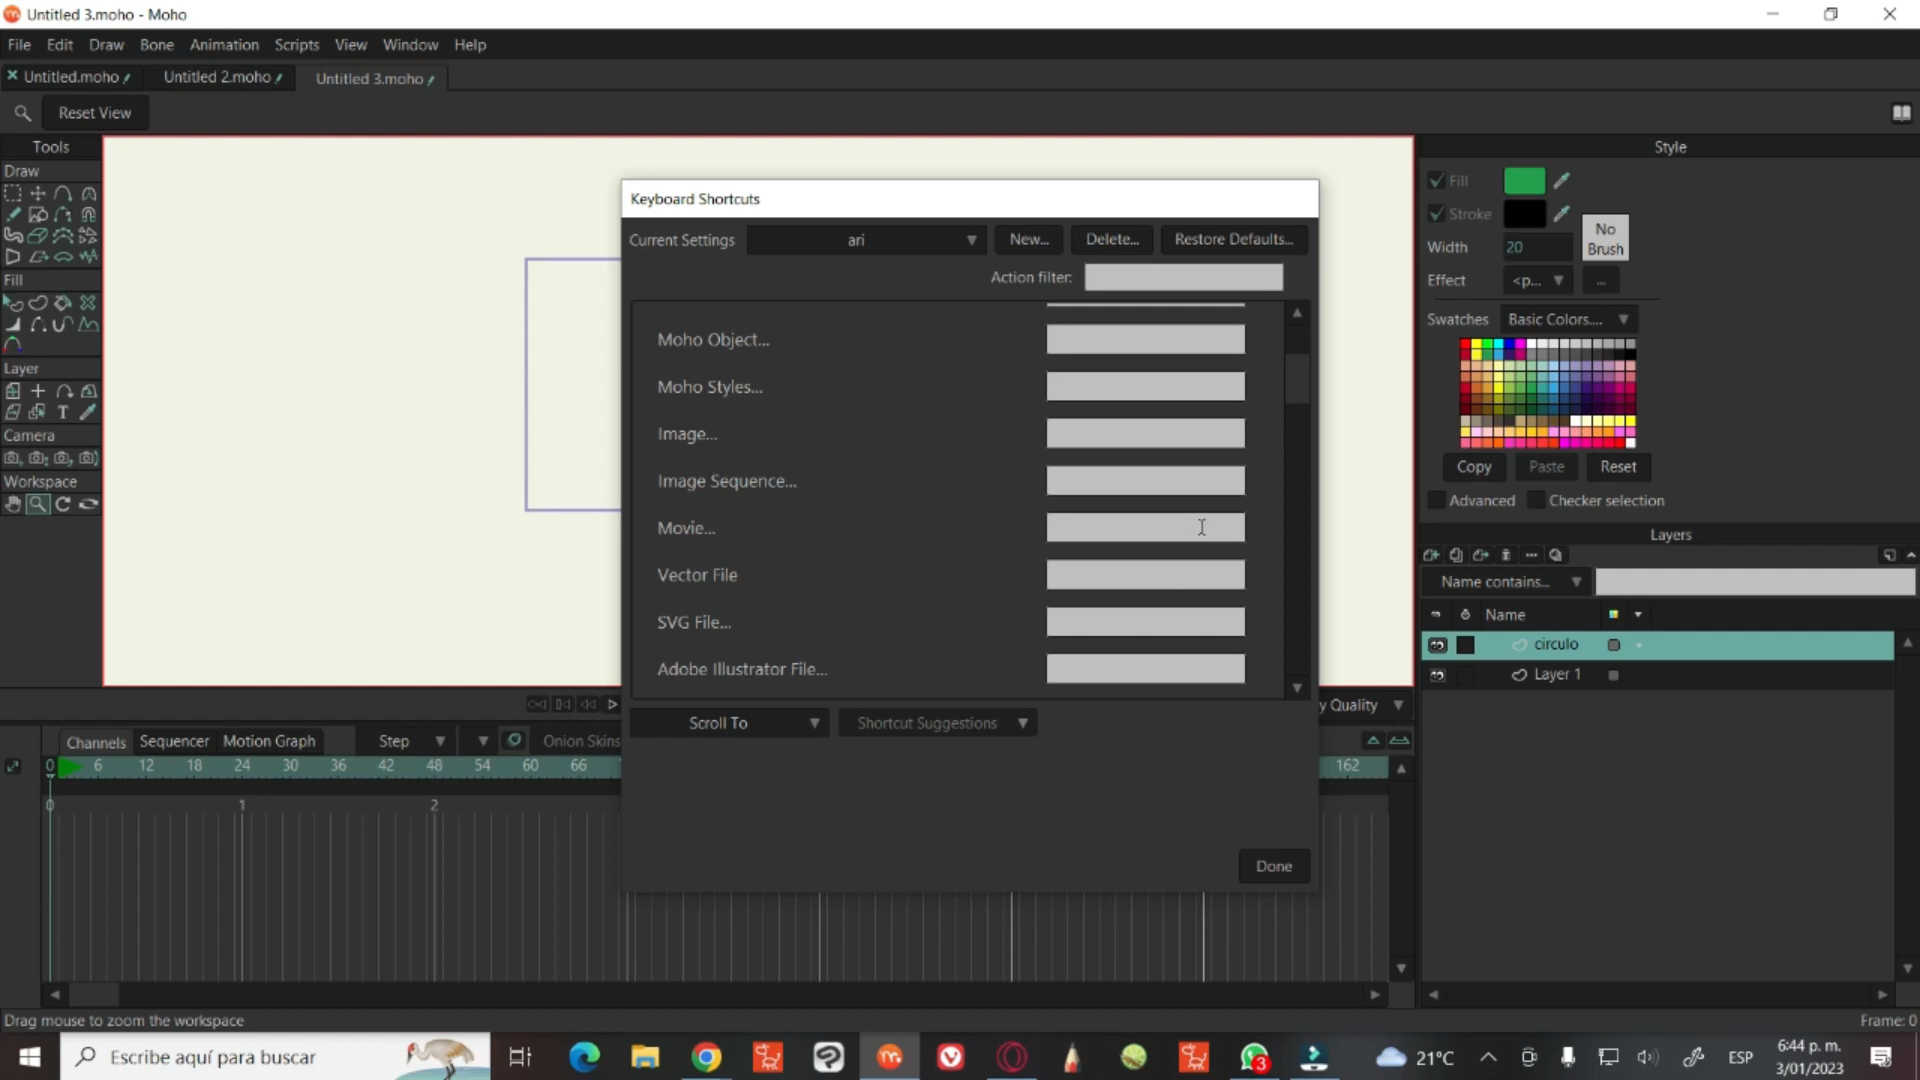 Untitled 3.moho - Moho
File Edit Draw Bone Animation Scripts View Window Help
Untitled.moho Untitled 2.moho Untitled 3.moho
Reset View
Tools
Draw
Fill
Layer
Camera
Workspace
Keyboard Shortcuts
Current Settings ari New... Delete... Restore Defaults...
Action filter:
Moho Object...
Moho Styles...
Image...
Image Sequence...
Movie...
Vector File
SVG File...
Adobe Illustrator File...
Scroll To Shortcut Suggestions
Done
Style
Fill
Stroke
No
Brush
Width 20
Effect <p... ...
Swatches Basic Colors....
Copy Paste Reset
Advanced Checker selection
Layers
Name contains...
Name
circulo
Layer 1
y Quality
Channels Sequencer Motion Graph Step Onion Skins
0 6 12 18 24 30 36 42 48 54 60 66 162
0 1 2
Drag mouse to zoom the workspace
Frame: 0
Escribe aquí para buscar
3
21°C ESP
6:44 p. m.
3/01/2023